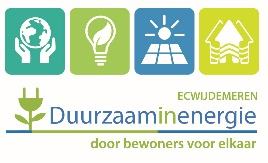 ECWIJDEMEREN
Duurzaaminenergie
door bewoners voor elkaar